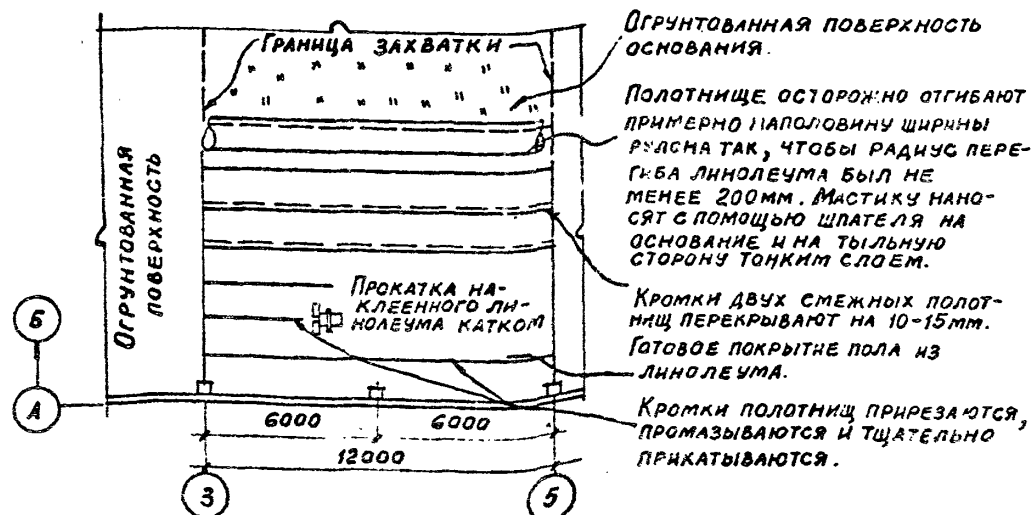 Граница захватки
Огрунтованная поверхность
основания.
Полотнище осторожно отгибают
примерно наполовину ширины
рулона так, чтобы радиус пере-
гиба линолеума был не
менее 200мм. Мастику нано-
сят с помощью шпателя на
основание и на тыльную
сторону тонким слоем.
Кромки двух смежных полот-
нищ перекрывают на 10-15мм.
Готовое покрытие пола из
линолеума.
Кромки полотнищ прирезаются,
промазываются и тщательно
прикатываются.
Огрунтованная
поверхность
Прокатка на-
клеенного ли-
нолеума катком
Б
А
6000 6000
12000
3 5